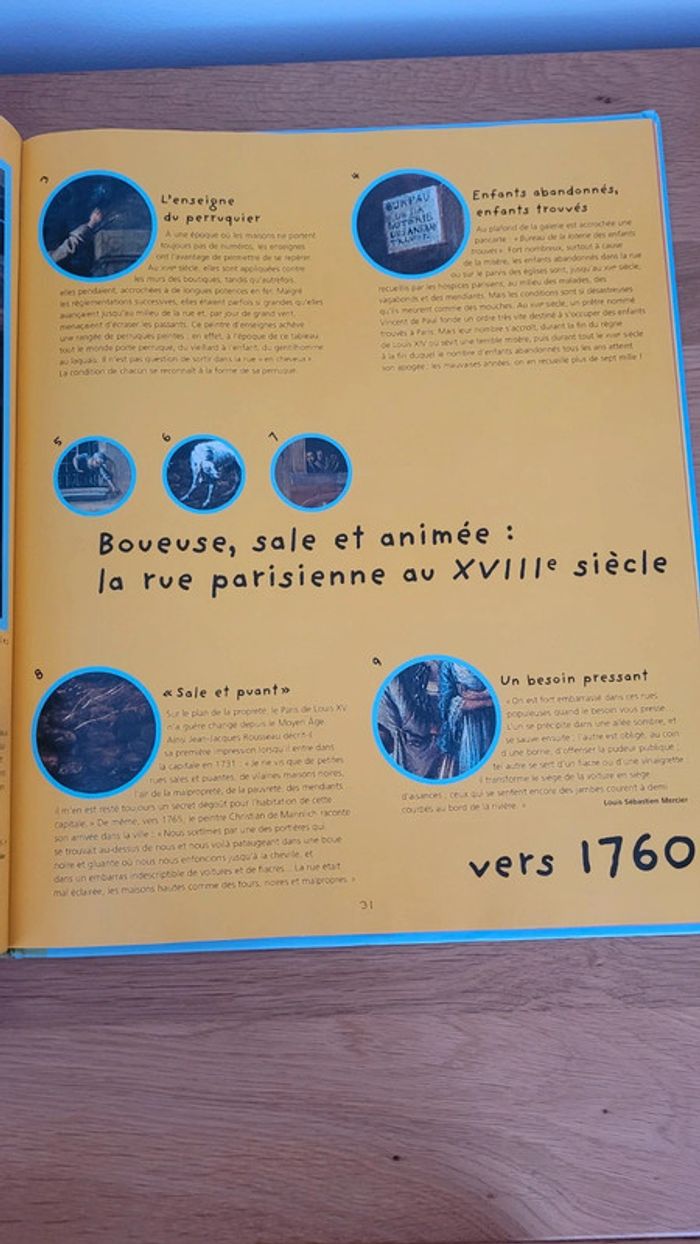 3
L'enseigne
du perruquier
À une époque où les maisons ne portent
toujours pas de numéros, les enseignes
ont l'avantage de permettre de se repérer.
Au XVIIIe siècle, elles sont appliquées contre
les murs des boutiques, tandis qu'autrefois,
elles pendaient, accrochées à de longues potences en fer. Malgré
les réglementations successives, elles étaient parfois si grandes qu'elles
avançaient jusqu'au milieu de la rue et, par jour de grand vent,
menaçaient d'écraser les passants. Ce peintre d'enseignes achève
une rangée de perruques peintes ; en effet, à l'époque de ce tableau,
tout le monde porte perruque, du vieillard à l'enfant, du gentilhomme
au laquais. Il n'est pas question de sortir dans la rue « en cheveux ».
La condition de chacun se reconnaît à la forme de sa perruque.
4
BUREAU
DE LA
LOTERIE
DES ENFANS
TROUVES
Enfants abandonnés,
enfants trouvés
Au plafond de la galerie est accrochée une
pancarte : « Bureau de la loterie des enfants
trouvés ». Fort nombreux, surtout à cause
de la misère, les enfants abandonnés dans la rue
ou sur le parvis des églises sont, jusqu'au XVIIe siècle,
recueillis par les hospices parisiens, au milieu des malades, des
vagabonds et des mendiants. Mais les conditions sont si désastreuses
qu'ils meurent comme des mouches. Au XVIIe siècle, un prêtre nommé
Vincent de Paul fonde un ordre très vite destiné à s'occuper des enfants
trouvés à Paris. Mais leur nombre s'accroît, durant la fin du règne
de Louis XIV où sévit une terrible misère, puis durant tout le XVIIIe siècle
à la fin duquel le nombre d'enfants abandonnés tous les ans atteint
son apogée : les mauvaises années, on en recueille plus de sept mille !
5
6
7
Boueuse, sale et animée :
la rue parisienne au XVIIIe siècle
8
« Sale et puant »
Sur le plan de la propreté, le Paris de Louis XV
n'a guère changé depuis le Moyen Âge.
Ainsi Jean-Jacques Rousseau décrit-il
sa première impression lorsqu'il entre dans
la capitale en 1731 : « Je ne vis que de petites
rues sales et puantes, de vilaines maisons noires,
l'air de la malpropreté, de la pauvreté, des mendiants
il m'en est resté toujours un secret dégoût pour l'habitation de cette
capitale. » De même, vers 1765, le peintre Christian de Mannlich raconte
son arrivée dans la ville : « Nous sortîmes par une des portières qui
se trouvait au-dessus de nous et nous voilà pataugeant dans une boue
noire et gluante où nous nous enfoncions jusqu'à la cheville, et
dans un embarras indescriptible de voitures et de fiacres... La rue était
mal éclairée, les maisons hautes comme des tours, noires et malpropres. »
9
Un besoin pressant
« On est fort embarrassé dans ces rues
populeuses quand le besoin vous presse.
L'un se précipite dans une allée sombre, et
se sauve ensuite ; l'autre est obligé, au coin
d'une borne, d'offenser la pudeur publique ;
tel autre se sert d'un fiacre ou d'une vinaigrette :
il transforme le siège de la voiture en siège
d'aisances ; ceux qui se sentent encore des jambes courent à demi
courbés au bord de la rivière. »
Louis Sébastien Mercier
vers 1760
31